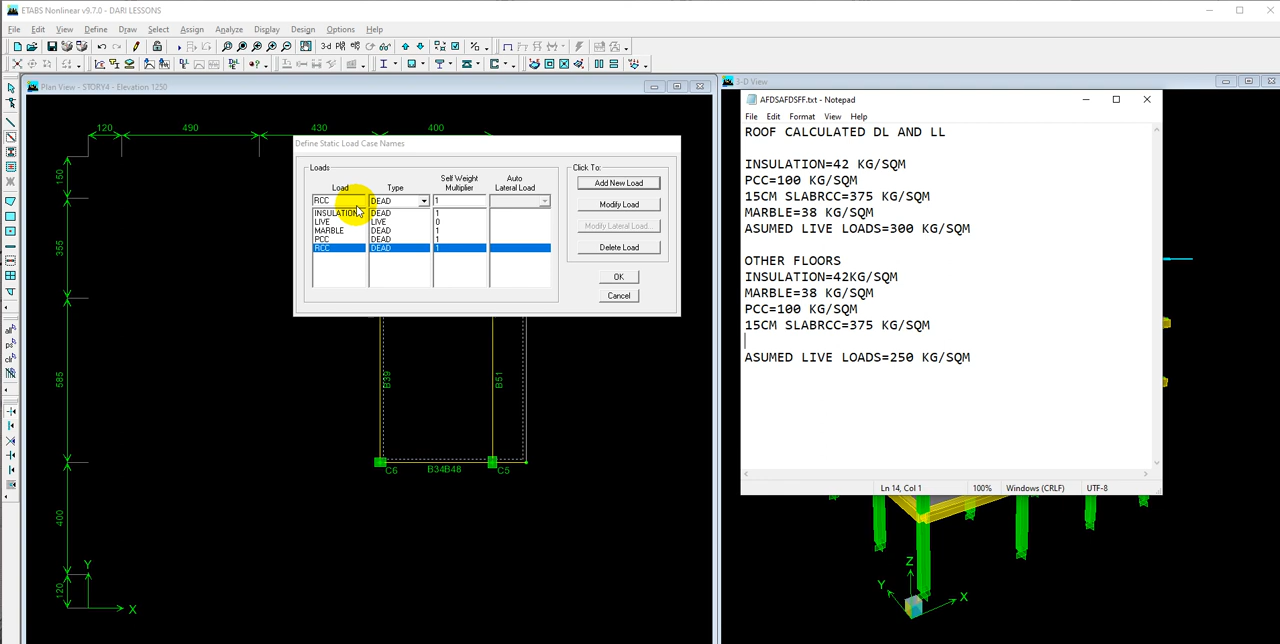 ETABS Nonlinear v9.7.0 - DARI LESSONS
File Edit View Define Draw Select Assign Analyze Display Design Options Help
Plan View - STORY4 - Elevation 1250
120 490 430 400
150
355
585
400
120
B39 B51
C6 B34B48 C5
Y
X
Define Static Load Case Names
Loads
Click To:
Load Type Self Weight Multiplier Auto Lateral Load
RCC DEAD 1
INSULATION DEAD 1
LIVE LIVE 0
MARBLE DEAD 1
PCC DEAD 1
RCC DEAD 1
Add New Load
Modify Load
Modify Lateral Load...
Delete Load
OK
Cancel
3-D View
AFDSAFDSFF.txt - Notepad
File Edit Format View Help
ROOF CALCULATED DL AND LL
INSULATION=42 KG/SQM
PCC=100 KG/SQM
15CM SLABRCC=375 KG/SQM
MARBLE=38 KG/SQM
ASUMED LIVE LOADS=300 KG/SQM
OTHER FLOORS
INSULATION=42KG/SQM
MARBLE=38 KG/SQM
PCC=100 KG/SQM
15CM SLABRCC=375 KG/SQM
ASUMED LIVE LOADS=250 KG/SQM
Ln 14, Col 1 100% Windows (CRLF) UTF-8
Z
Y
X